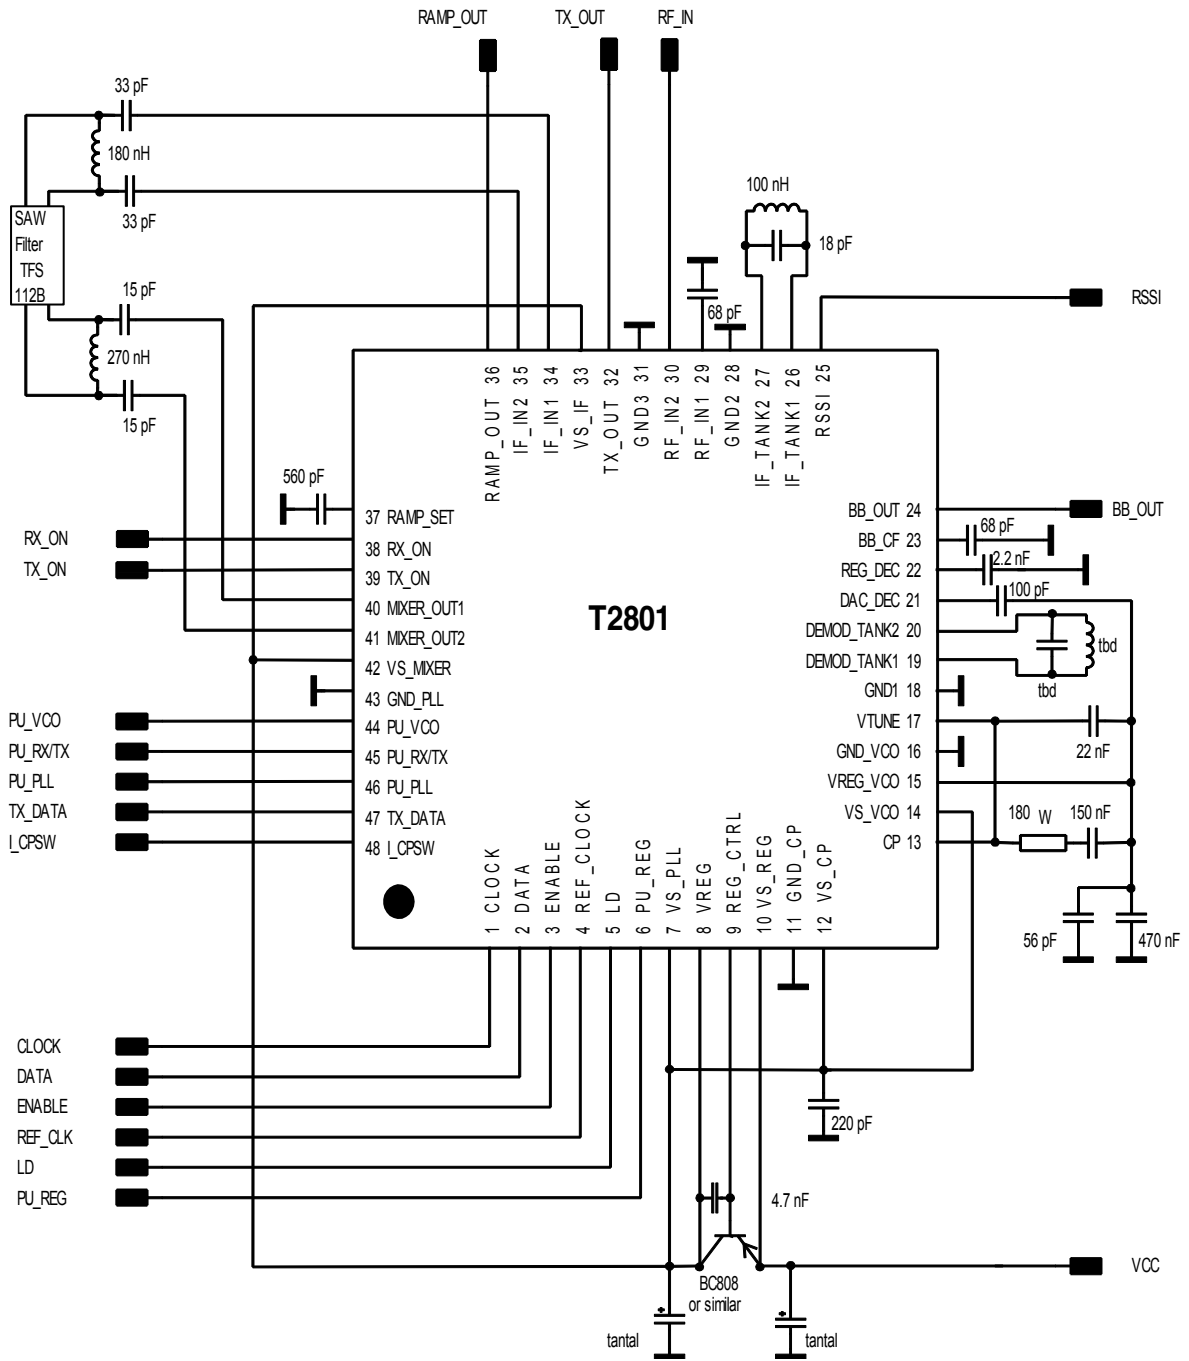 RAMP_OUT
TX_OUT
RF_IN
33 pF
180 nH
33 pF
SAW
Filter
TFS
112B
15 pF
270 nH
15 pF
100 nH
18 pF
68 pF
RSSI
RAMP_OUT 36
IF_IN2 35
IF_IN1 34
VS_IF 33
TX_OUT 32
GND3 31
RF_IN2 30
RF_IN1 29
GND2 28
IF_TANK2 27
IF_TANK1 26
RSSI 25
560 pF
37 RAMP_SET
RX_ON
38 RX_ON
TX_ON
39 TX_ON
40 MIXER_OUT1
41 MIXER_OUT2
42 VS_MIXER
43 GND_PLL
PU_VCO
44 PU_VCO
PU_RX/TX
45 PU_RX/TX
PU_PLL
46 PU_PLL
TX_DATA
47 TX_DATA
I_CPSW
48 I_CPSW
T2801
BB_OUT 24
BB_OUT
68 pF
BB_CF 23
2.2 nF
REG_DEC 22
100 pF
DAC_DEC 21
DEMOD_TANK2 20
tbd
DEMOD_TANK1 19
tbd
GND1 18
VTUNE 17
22 nF
GND_VCO 16
VREG_VCO 15
VS_VCO 14
180 W
150 nF
CP 13
56 pF
470 nF
1 CLOCK
2 DATA
3 ENABLE
4 REF_CLOCK
5 LD
6 PU_REG
7 VS_PLL
8 VREG
9 REG_CTRL
10 VS_REG
11 GND_CP
12 VS_CP
CLOCK
DATA
ENABLE
REF_CLK
LD
PU_REG
220 pF
4.7 nF
VCC
BC808
or similar
tantal
tantal